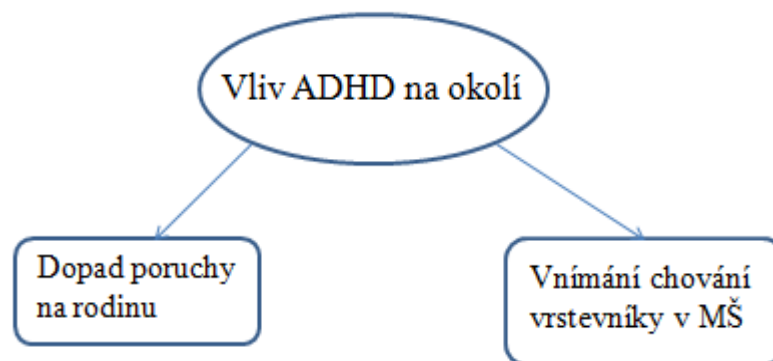 Vliv ADHD na okolí
Dopad poruchy
na rodinu
Vnímání chování
vrstevníky v MŠ